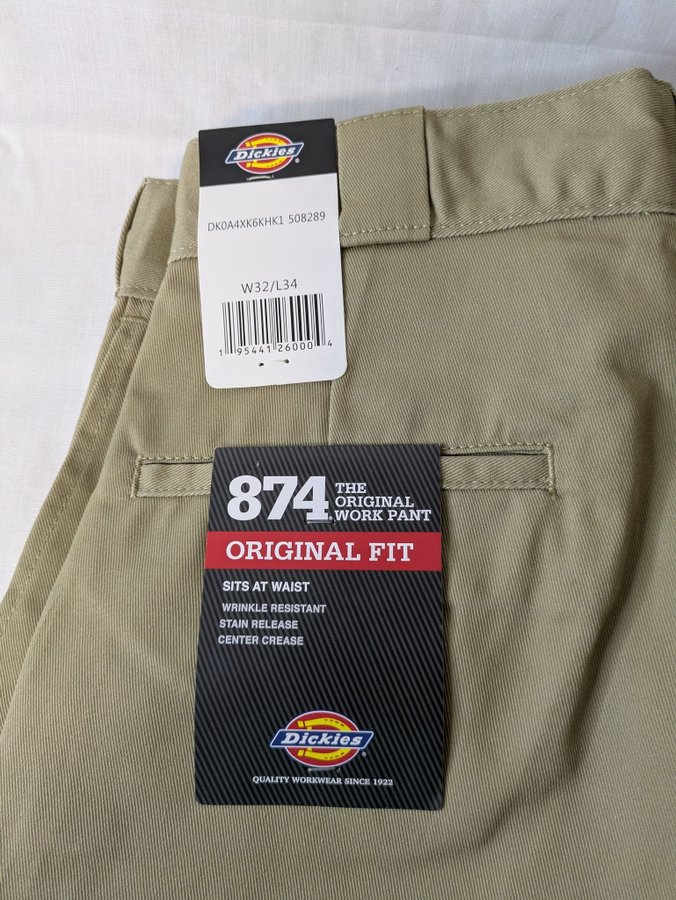 Dickies
DK0A4XK6KHK1 508289
W32/L34
1 95441 26000 4
874 THE
ORIGINAL
WORK PANT
ORIGINAL FIT
SITS AT WAIST
WRINKLE RESISTANT
STAIN RELEASE
CENTER CREASE
Dickies
QUALITY WORKWEAR SINCE 1922